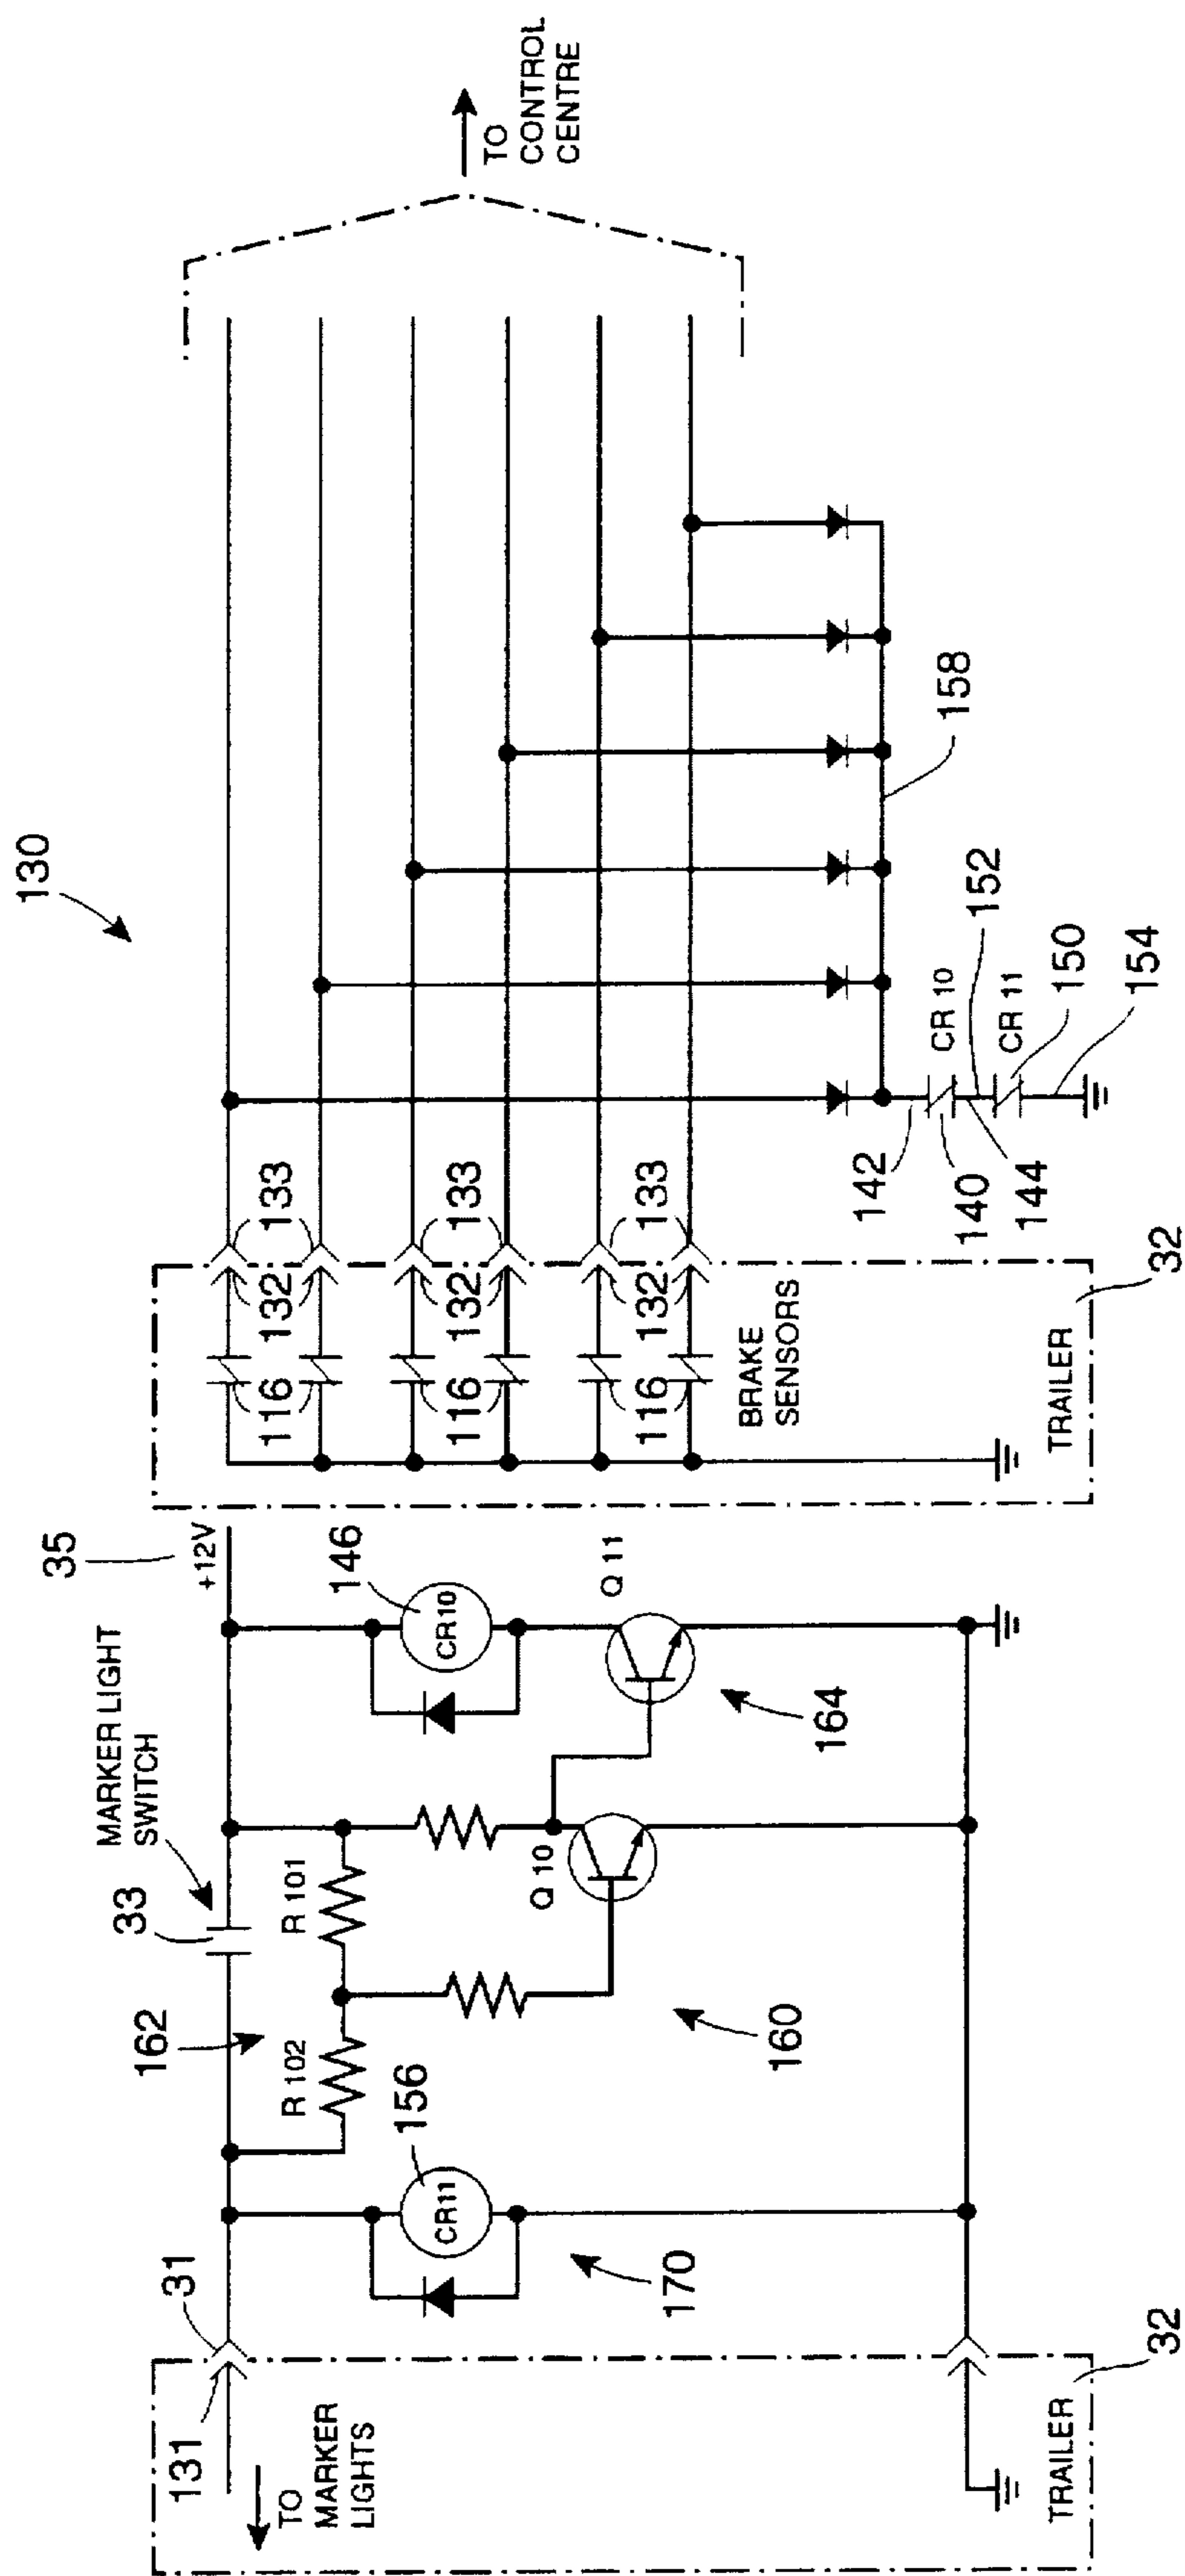 130
TO
CONTROL
CENTRE
158
152
CR 10
150
CR 11
154
142
140
144
133
133
133
132
132
132
116
116
116
BRAKE
SENSORS
TRAILER
32
35
+12V
146
CR10
Q 11
164
MARKER LIGHT
SWITCH
33
R 101
Q 10
162
R 102
160
156
CR11
170
31
131
TO
MARKER
LIGHTS
TRAILER
32